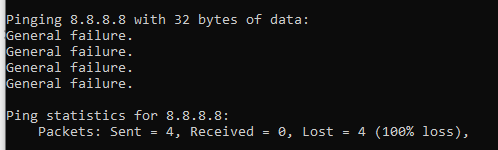 Pinging 8.8.8.8 with 32 bytes of data:
General failure.
General failure.
General failure.
General failure.

Ping statistics for 8.8.8.8:
    Packets: Sent = 4, Received = 0, Lost = 4 (100% loss),